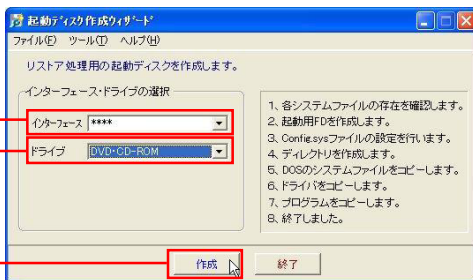 起動ディスク作成ウィザード
ファイル(F) ツール(T) ヘルプ(H)
リストア処理用の起動ディスクを作成します。
インターフェース・ドライブの選択
インターフェース ****
ドライブ DVD・CD-ROM
1、各システムファイルの存在を確認します。
2、起動用FDを作成します。
3、Config.sysファイルの設定を行います。
4、ディレクトリを作成します。
5、DOSのシステムファイルをコピーします。
6、ドライバをコピーします。
7、プログラムをコピーします。
8、終了しました。
作成 終了